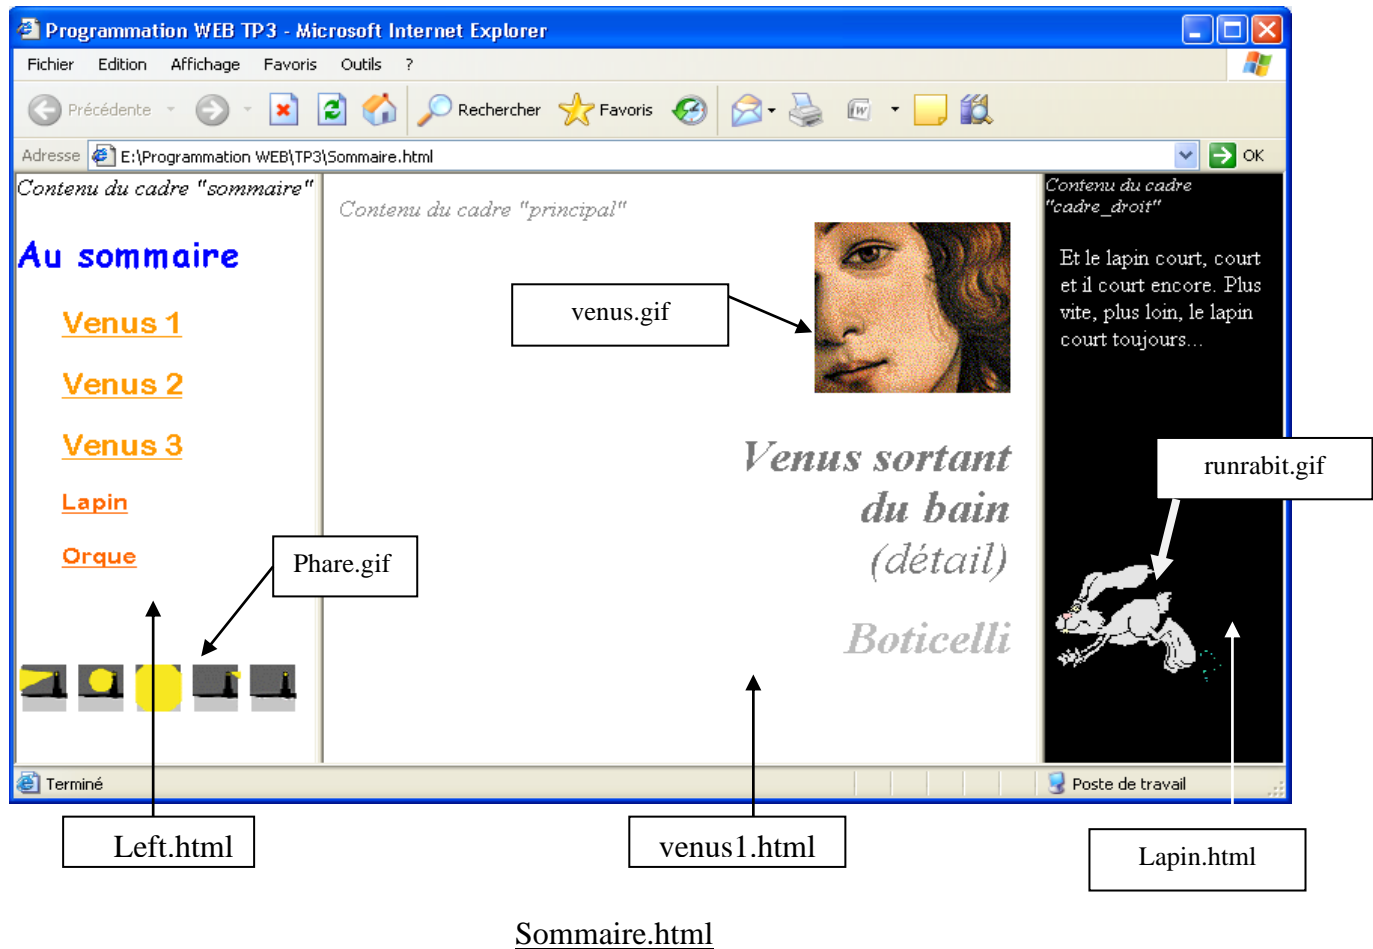 Programmation WEB TP3 - Microsoft Internet Explorer
Fichier Edition Affichage Favoris Outils ?
Précédente Rechercher Favoris
Adresse E:\Programmation WEB\TP3\Sommaire.html OK
Contenu du cadre "sommaire"
Au sommaire
Venus 1
Venus 2
Venus 3
Lapin
Orque
Phare.gif
Contenu du cadre "principal"
venus.gif
Venus sortant
du bain
(détail)
Boticelli
Contenu du cadre
"cadre_droit"
Et le lapin court, court
et il court encore. Plus
vite, plus loin, le lapin
court toujours...
runrabit.gif
Terminé
Poste de travail
Left.html
venus1.html
Lapin.html
Sommaire.html